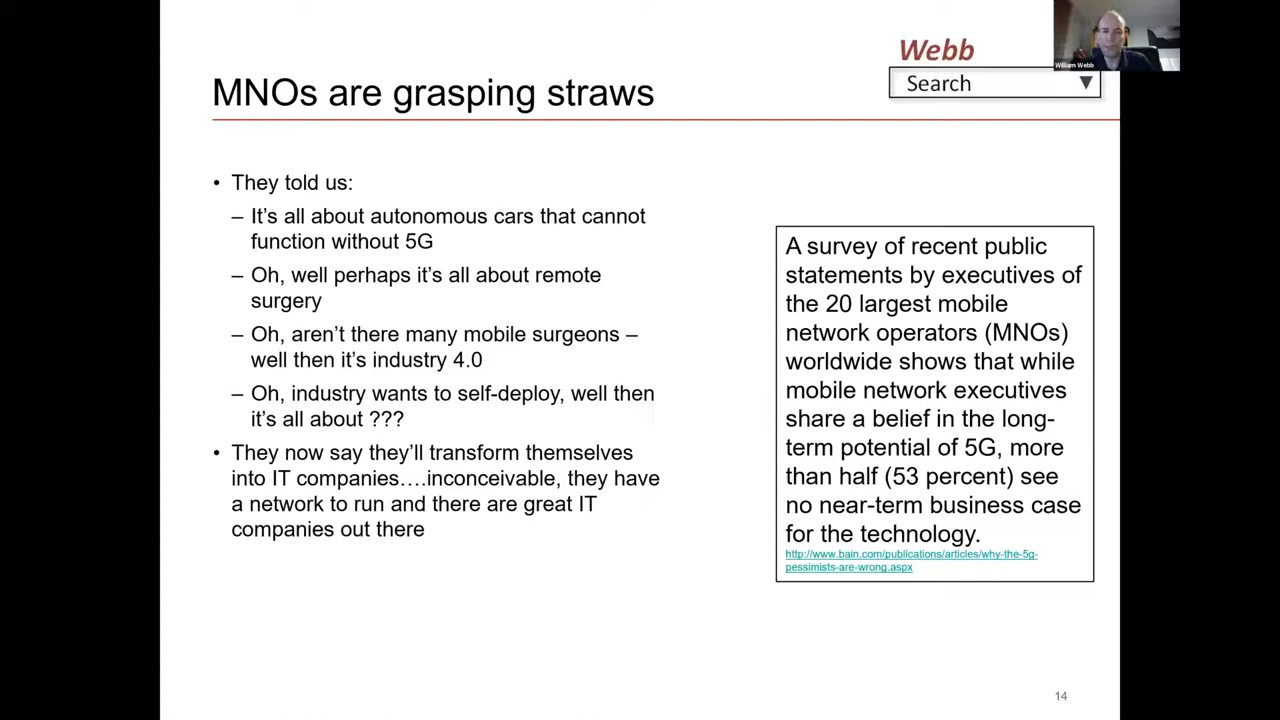 Webb
William Webb
Search
MNOs are grasping straws
• They told us:
– It’s all about autonomous cars that cannot
function without 5G
– Oh, well perhaps it’s all about remote
surgery
– Oh, aren’t there many mobile surgeons –
well then it’s industry 4.0
– Oh, industry wants to self-deploy, well then
it’s all about ???
• They now say they’ll transform themselves
into IT companies….inconceivable, they have
a network to run and there are great IT
companies out there
A survey of recent public
statements by executives of
the 20 largest mobile
network operators (MNOs)
worldwide shows that while
mobile network executives
share a belief in the long-
term potential of 5G, more
than half (53 percent) see
no near-term business case
for the technology.
http://www.bain.com/publications/articles/why-the-5g-
pessimists-are-wrong.aspx
14